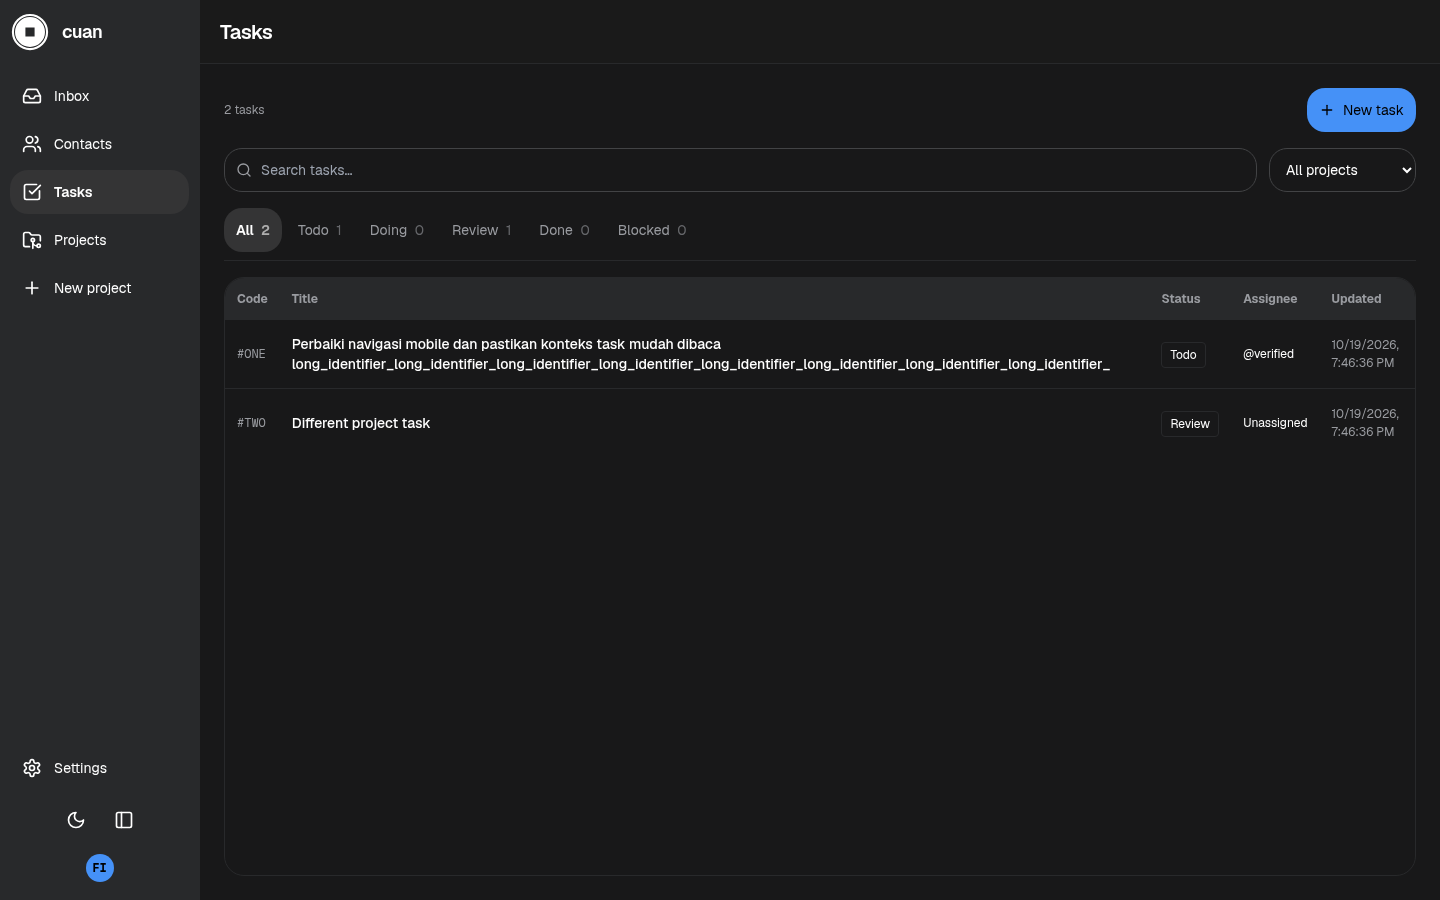 cuan
Inbox
Contacts
Tasks
Projects
New project
Settings
FI
Tasks
2 tasks
New task
Search tasks...
All projects
All 2
Todo 1
Doing 0
Review 1
Done 0
Blocked 0
Code Title Status Assignee Updated
#ONE
Perbaiki navigasi mobile dan pastikan konteks task mudah dibaca
long_identifier_long_identifier_long_identifier_long_identifier_long_identifier_long_identifier_long_identifier_long_identifier_
Todo
@verified
10/19/2026,
7:46:36 PM
#TWO
Different project task
Review
Unassigned
10/19/2026,
7:46:36 PM